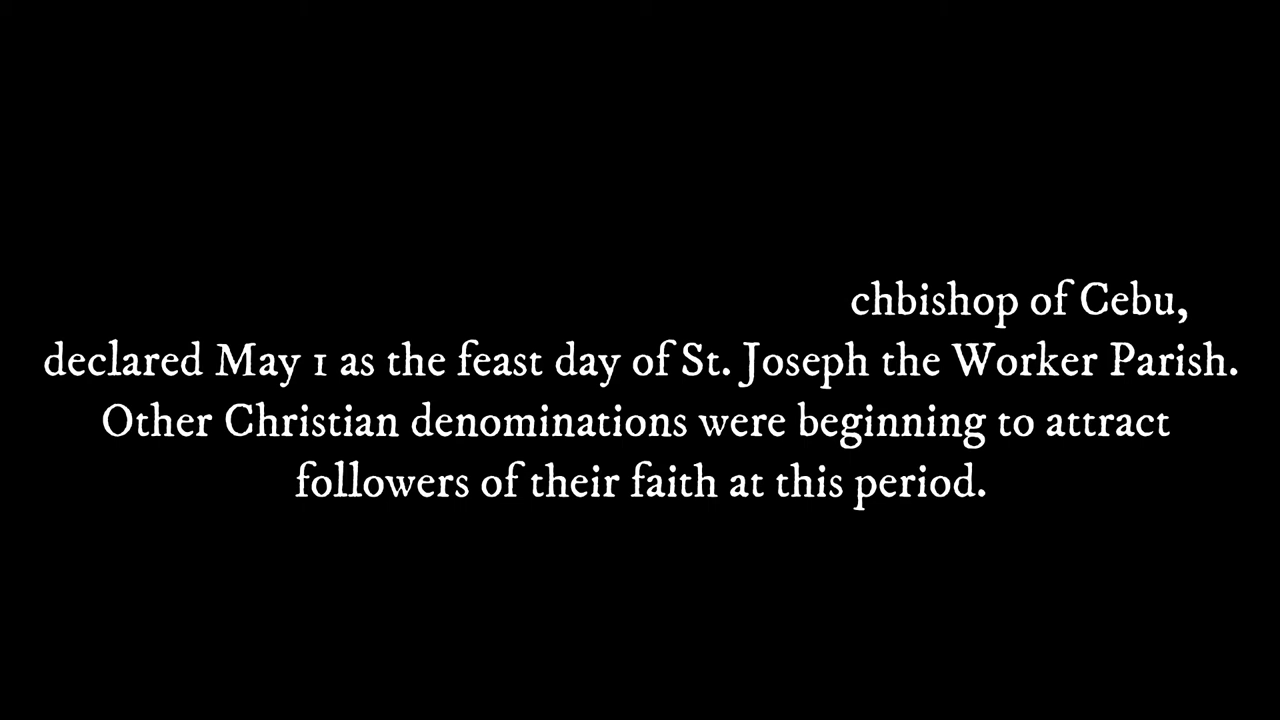 chbishop of Cebu,
declared May 1 as the feast day of St. Joseph the Worker Parish.
Other Christian denominations were beginning to attract
followers of their faith at this period.